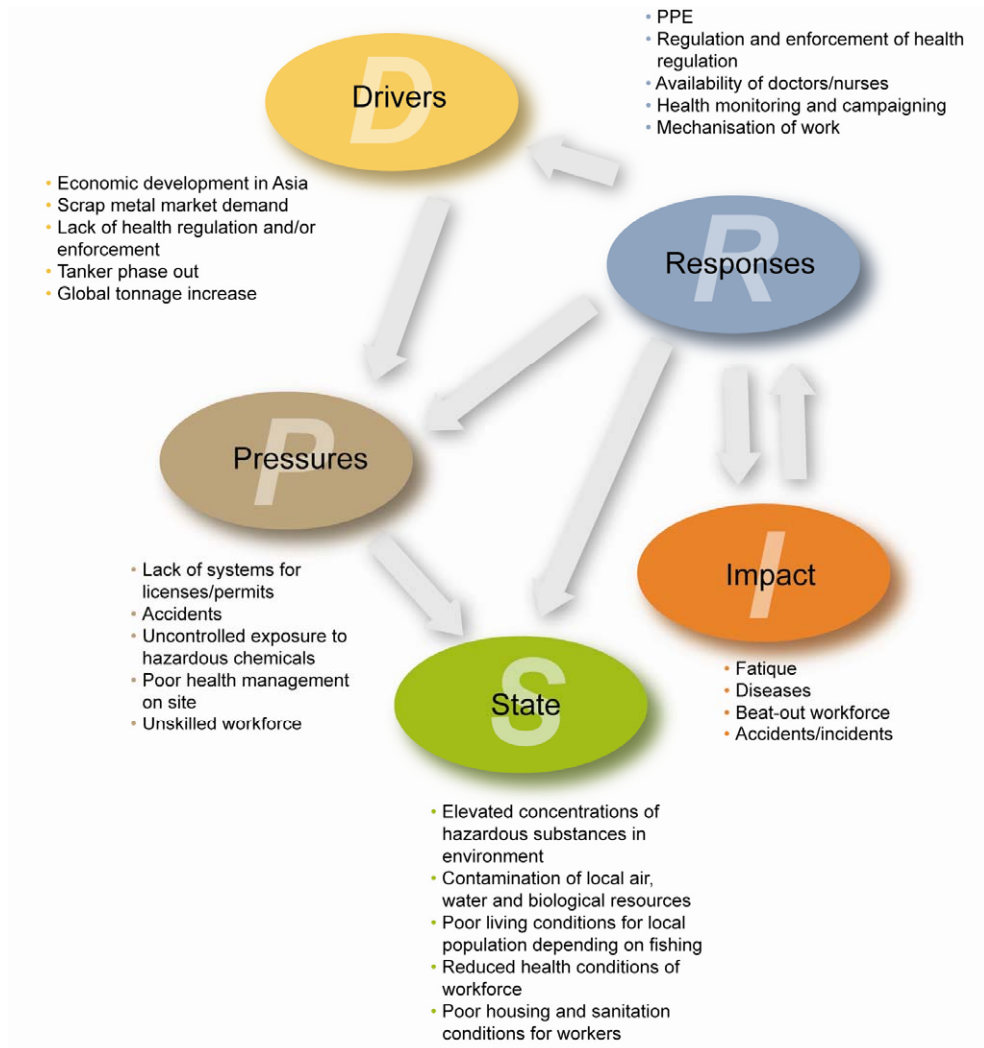 D
Drivers
• Economic development in Asia
• Scrap metal market demand
• Lack of health regulation and/or
enforcement
• Tanker phase out
• Global tonnage increase
• PPE
• Regulation and enforcement of health
regulation
• Availability of doctors/nurses
• Health monitoring and campaigning
• Mechanisation of work
R
Responses
P
Pressures
• Lack of systems for
licenses/permits
• Accidents
• Uncontrolled exposure to
hazardous chemicals
• Poor health management
on site
• Unskilled workforce
I
Impact
• Fatique
• Diseases
• Beat-out workforce
• Accidents/incidents
S
State
• Elevated concentrations of
hazardous substances in
environment
• Contamination of local air,
water and biological resources
• Poor living conditions for local
population depending on fishing
• Reduced health conditions of
workforce
• Poor housing and sanitation
conditions for workers